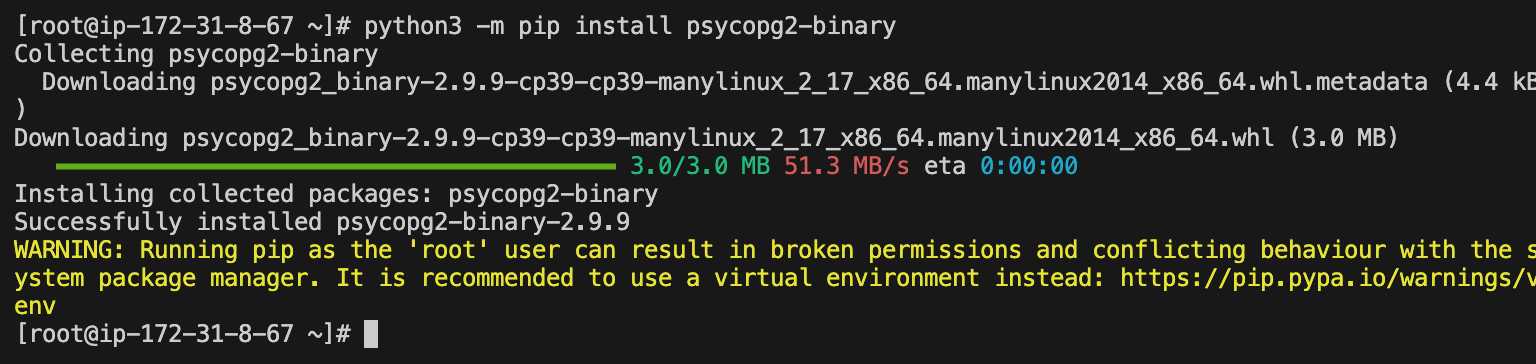 [root@ip-172-31-8-67 ~]# python3 -m pip install psycopg2-binary
Collecting psycopg2-binary
  Downloading psycopg2_binary-2.9.9-cp39-cp39-manylinux_2_17_x86_64.manylinux2014_x86_64.whl.metadata (4.4 kB
)
Downloading psycopg2_binary-2.9.9-cp39-cp39-manylinux_2_17_x86_64.manylinux2014_x86_64.whl (3.0 MB)
3.0/3.0 MB 51.3 MB/s eta 0:00:00
Installing collected packages: psycopg2-binary
Successfully installed psycopg2-binary-2.9.9
WARNING: Running pip as the 'root' user can result in broken permissions and conflicting behaviour with the s
ystem package manager. It is recommended to use a virtual environment instead: https://pip.pypa.io/warnings/v
env
[root@ip-172-31-8-67 ~]#